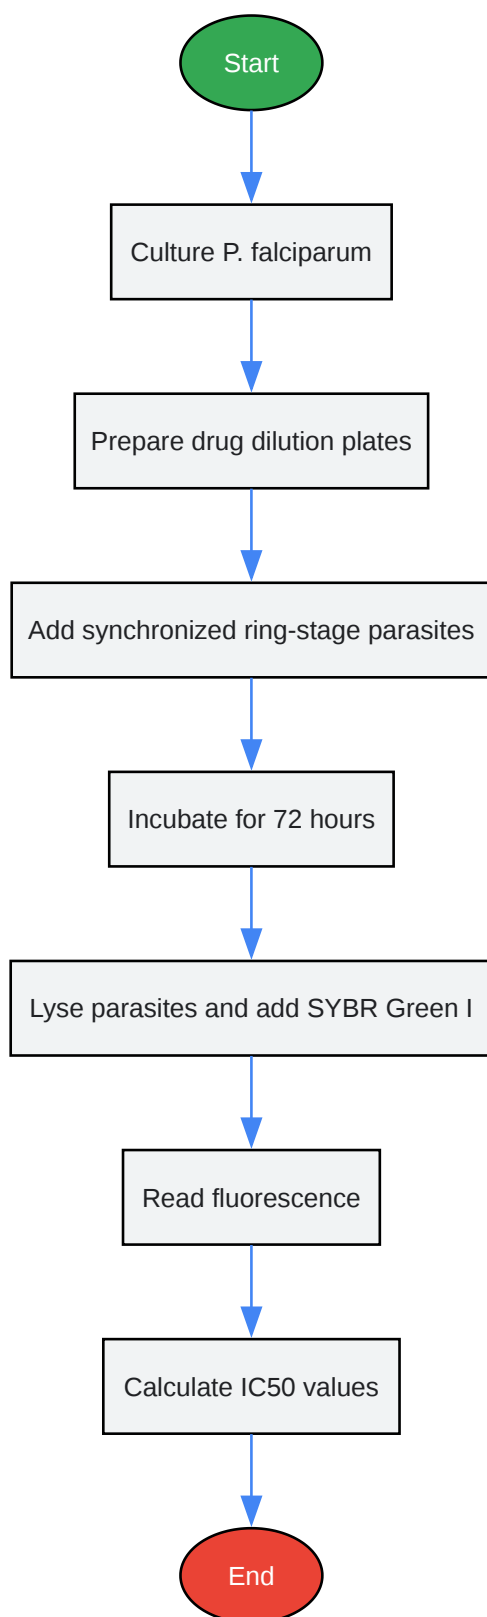 Start
Culture P. falciparum
Prepare drug dilution plates
Add synchronized ring-stage parasites
Incubate for 72 hours
Lyse parasites and add SYBR Green I
Read fluorescence
Calculate IC50 values
End